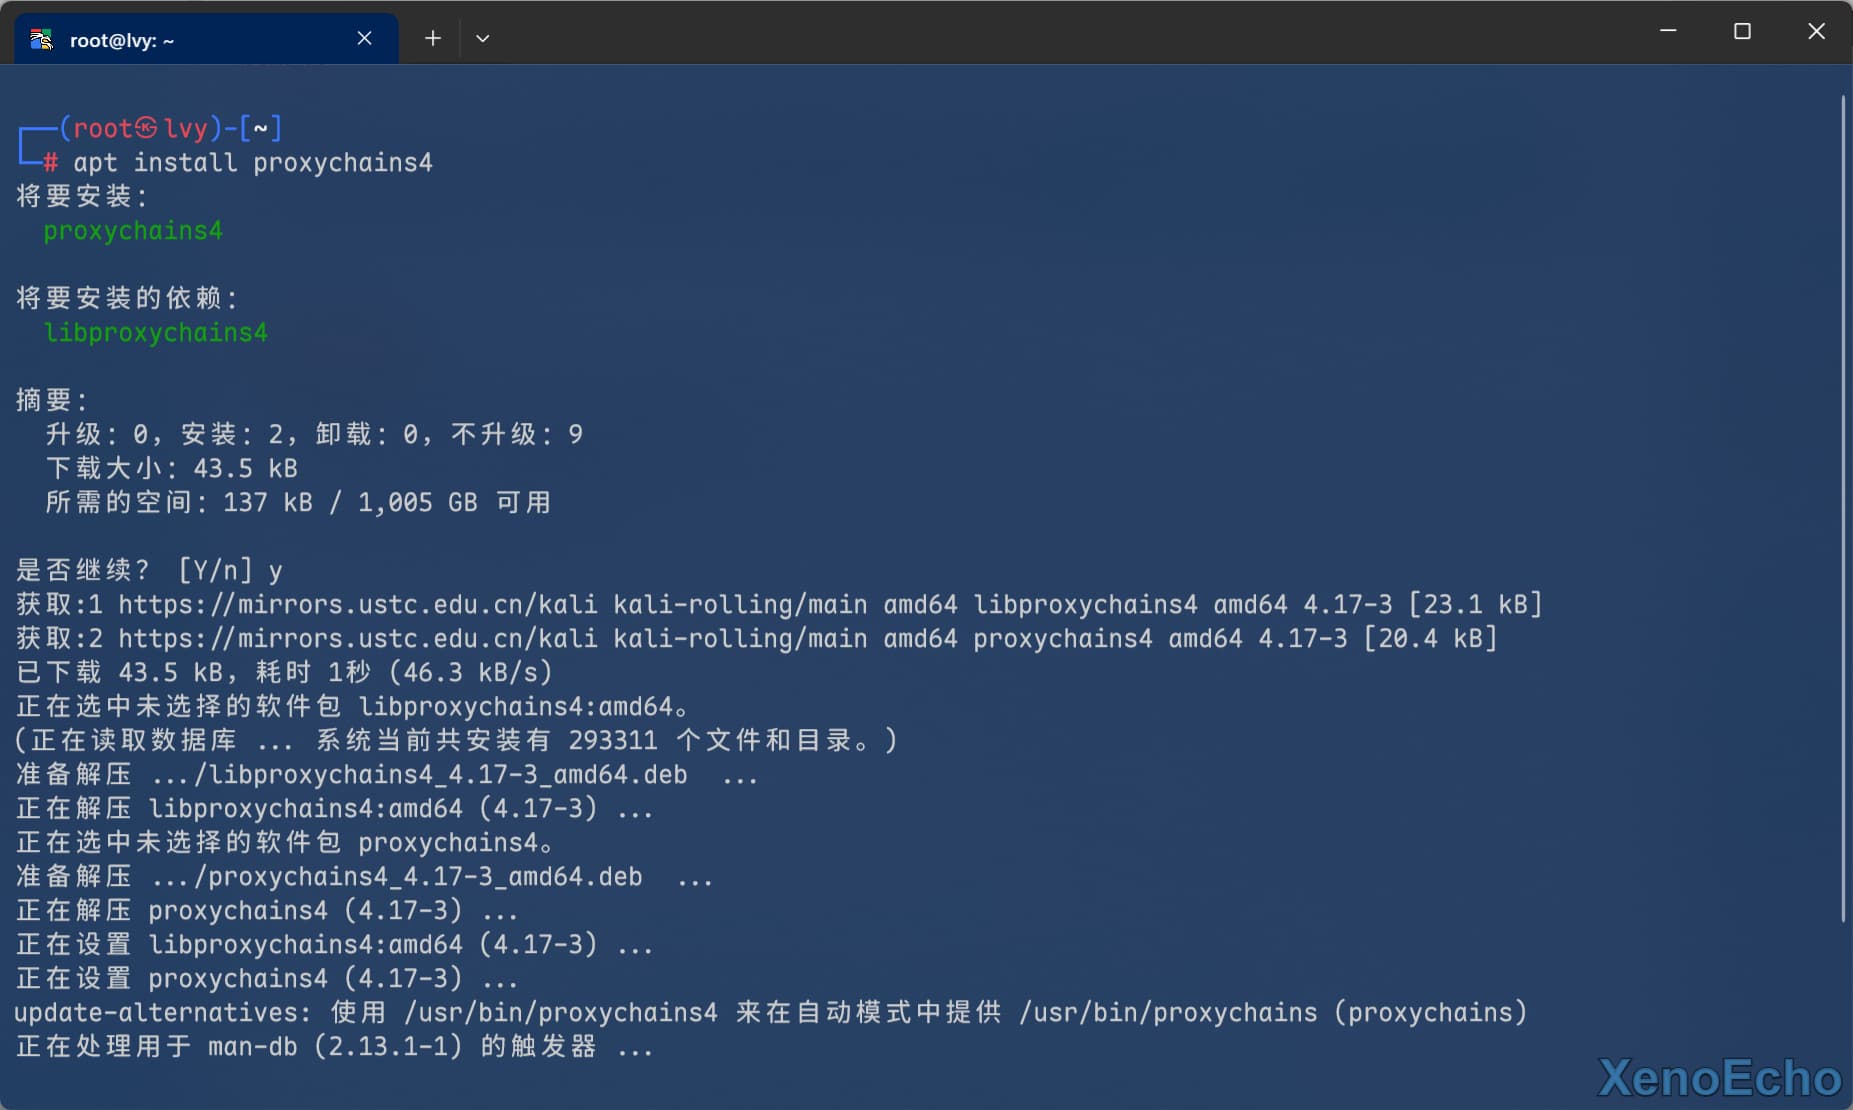 root@lvy: ~
┌──(root㉿lvy)-[~]
└─# apt install proxychains4
将要安装：
  proxychains4
将要安装的依赖：
  libproxychains4
摘要：
  升级：0，安装：2，卸载：0，不升级：9
  下载大小：43.5 kB
  所需的空间：137 kB / 1,005 GB 可用
是否继续？ [Y/n] y
获取:1 https://mirrors.ustc.edu.cn/kali kali-rolling/main amd64 libproxychains4 amd64 4.17-3 [23.1 kB]
获取:2 https://mirrors.ustc.edu.cn/kali kali-rolling/main amd64 proxychains4 amd64 4.17-3 [20.4 kB]
已下载 43.5 kB，耗时 1秒 (46.3 kB/s)
正在选中未选择的软件包 libproxychains4:amd64。
(正在读取数据库 ... 系统当前共安装有 293311 个文件和目录。)
准备解压 .../libproxychains4_4.17-3_amd64.deb  ...
正在解压 libproxychains4:amd64 (4.17-3) ...
正在选中未选择的软件包 proxychains4。
准备解压 .../proxychains4_4.17-3_amd64.deb  ...
正在解压 proxychains4 (4.17-3) ...
正在设置 libproxychains4:amd64 (4.17-3) ...
正在设置 proxychains4 (4.17-3) ...
update-alternatives: 使用 /usr/bin/proxychains4 来在自动模式中提供 /usr/bin/proxychains (proxychains)
正在处理用于 man-db (2.13.1-1) 的触发器 ...
XenoEcho